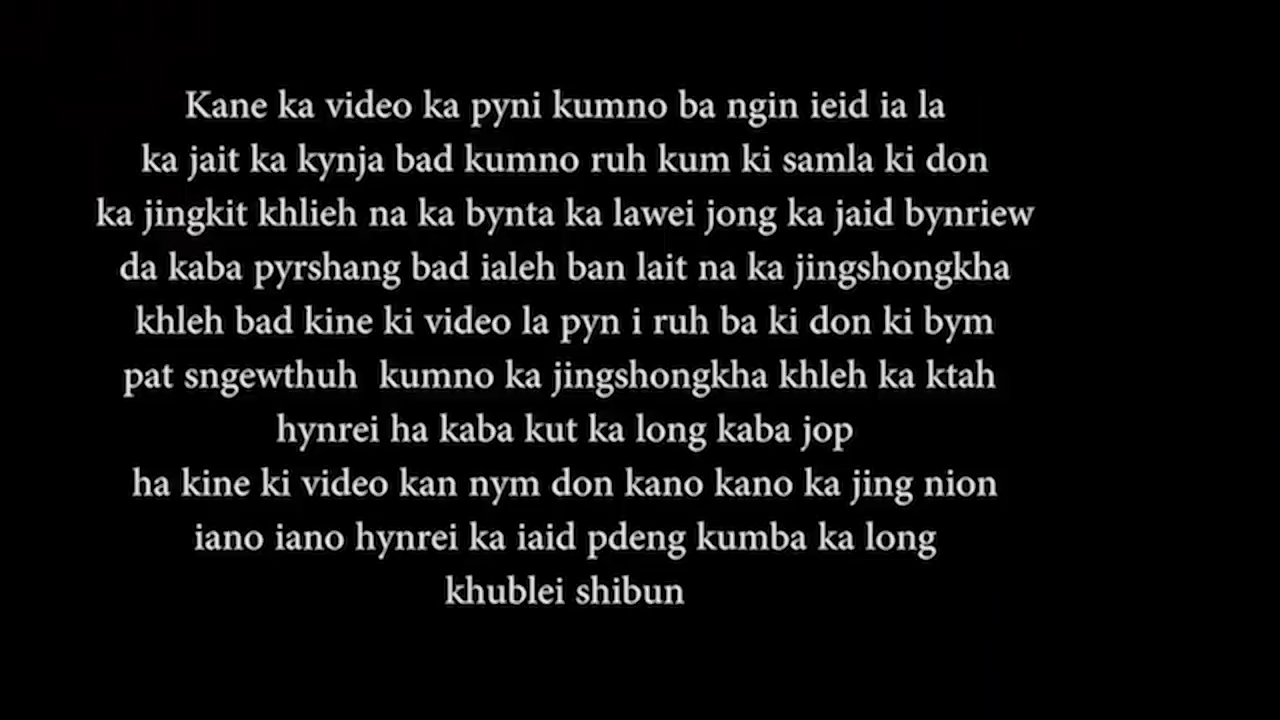 Kane ka video ka pyni kumno ba ngin ieid ia la
ka jait ka kynja bad kumno ruh kum ki samla ki don
ka jingkit khlieh na ka bynta ka lawei jong ka jaid bynriew
da kaba pyrshang bad ialeh ban lait na ka jingshongkha
khleh bad kine ki video la pyn i ruh ba ki don ki bym
pat sngewthuh kumno ka jingshongkha khleh ka ktah
hynrei ha kaba kut ka long kaba jop
ha kine ki video kan nym don kano kano ka jing nion
iano iano hynrei ka iaid pdeng kumba ka long
khublei shibun